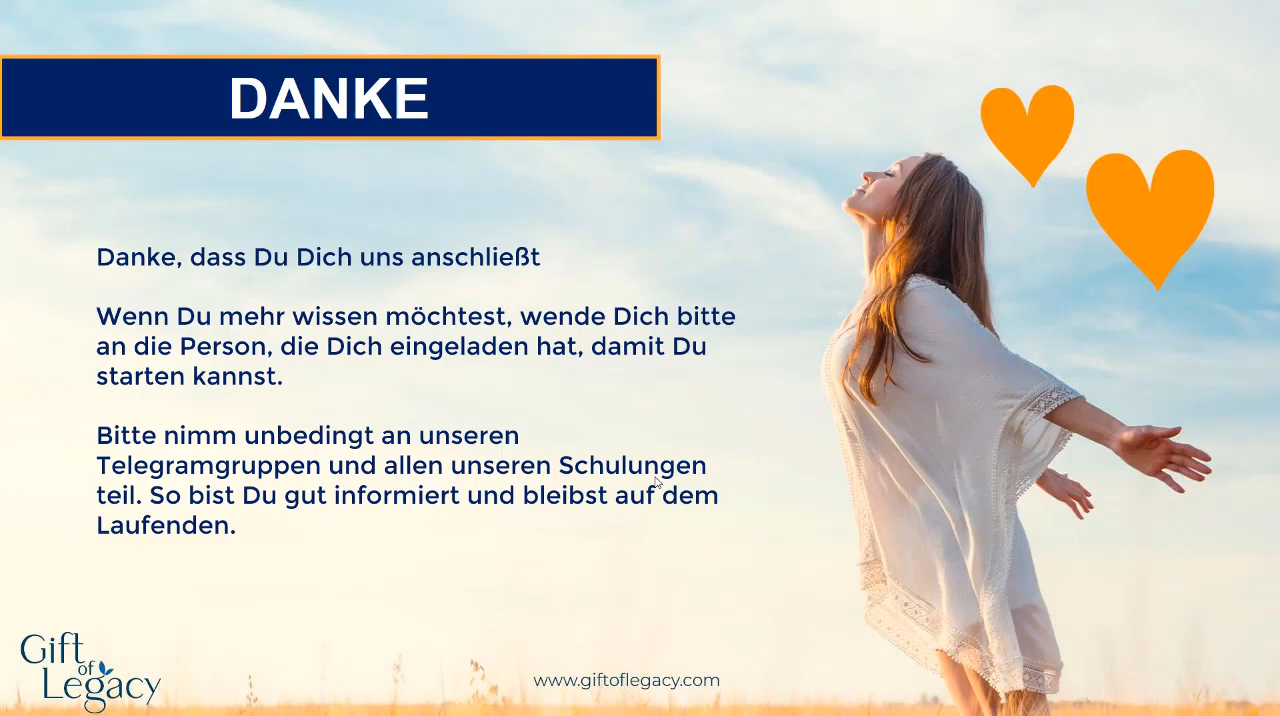 DANKE
Danke, dass Du Dich uns anschließt
Wenn Du mehr wissen möchtest, wende Dich bitte
an die Person, die Dich eingeladen hat, damit Du
starten kannst.
Bitte nimm unbedingt an unseren
Telegramgruppen und allen unseren Schulungen
teil. So bist Du gut informiert und bleibst auf dem
Laufenden.
Gift
of
Legacy
www.giftoflegacy.com